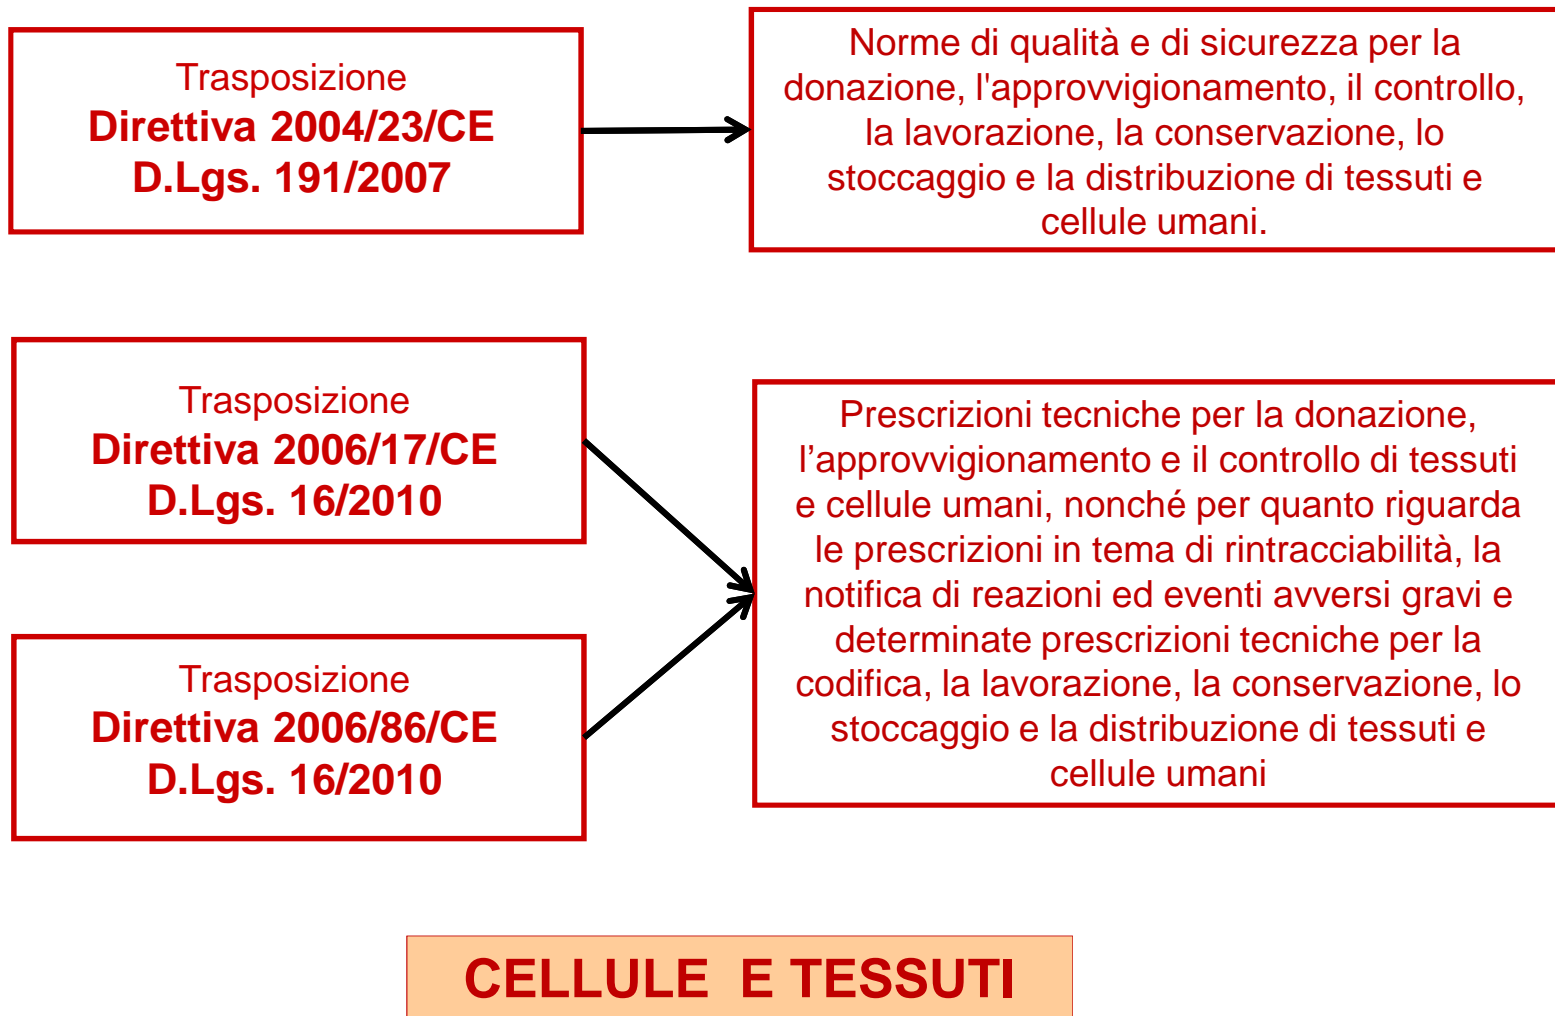 Trasposizione
Direttiva 2004/23/CE
D.Lgs. 191/2007
Norme di qualità e di sicurezza per la
donazione, l'approvvigionamento, il controllo,
la lavorazione, la conservazione, lo
stoccaggio e la distribuzione di tessuti e
cellule umani.
Trasposizione
Direttiva 2006/17/CE
D.Lgs. 16/2010
Trasposizione
Direttiva 2006/86/CE
D.Lgs. 16/2010
Prescrizioni tecniche per la donazione,
l’approvvigionamento e il controllo di tessuti
e cellule umani, nonché per quanto riguarda
le prescrizioni in tema di rintracciabilità, la
notifica di reazioni ed eventi avversi gravi e
determinate prescrizioni tecniche per la
codifica, la lavorazione, la conservazione, lo
stoccaggio e la distribuzione di tessuti e
cellule umani
CELLULE E TESSUTI